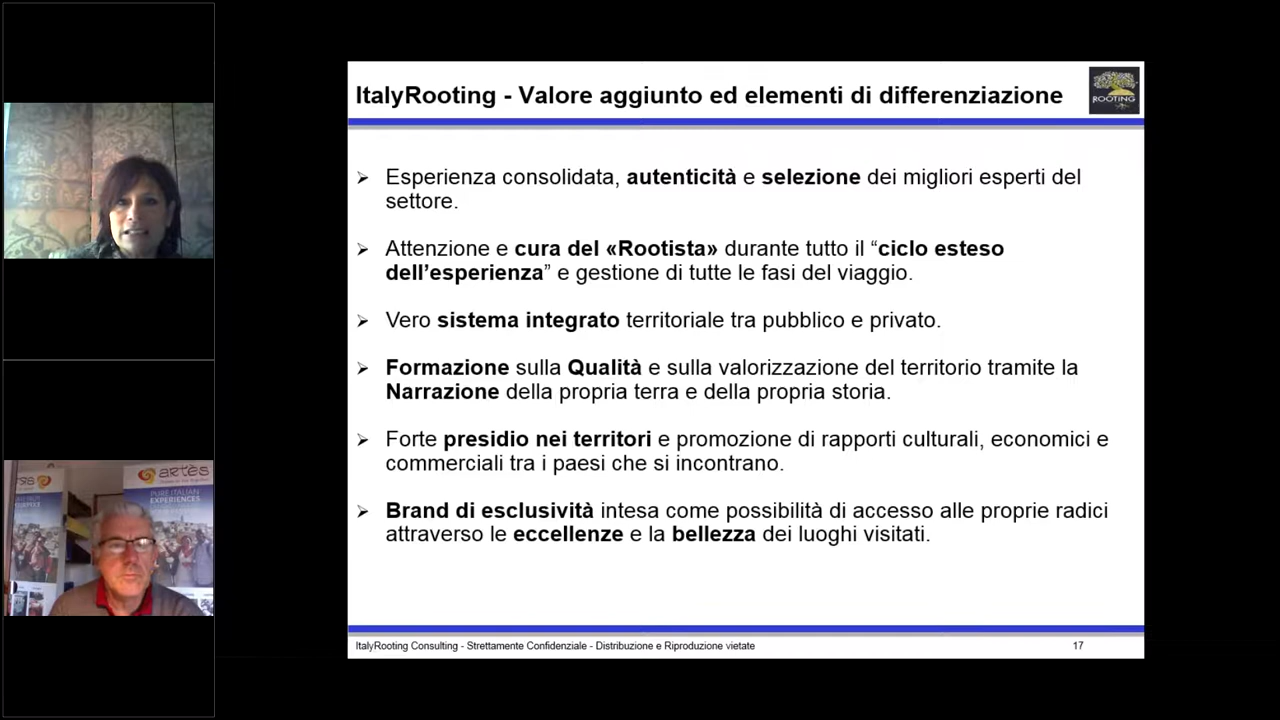 ItalyRooting - Valore aggiunto ed elementi di differenziazione
ROOTING
➢ Esperienza consolidata, autenticità e selezione dei migliori esperti del
settore.
➢ Attenzione e cura del «Rootista» durante tutto il “ciclo esteso
dell’esperienza” e gestione di tutte le fasi del viaggio.
➢ Vero sistema integrato territoriale tra pubblico e privato.
➢ Formazione sulla Qualità e sulla valorizzazione del territorio tramite la
Narrazione della propria terra e della propria storia.
➢ Forte presidio nei territori e promozione di rapporti culturali, economici e
commerciali tra i paesi che si incontrano.
➢ Brand di esclusività intesa come possibilità di accesso alle proprie radici
attraverso le eccellenze e la bellezza dei luoghi visitati.
ItalyRooting Consulting - Strettamente Confidenziale - Distribuzione e Riproduzione vietate
17
artès
PURE ITALIAN
EXPERIENCES